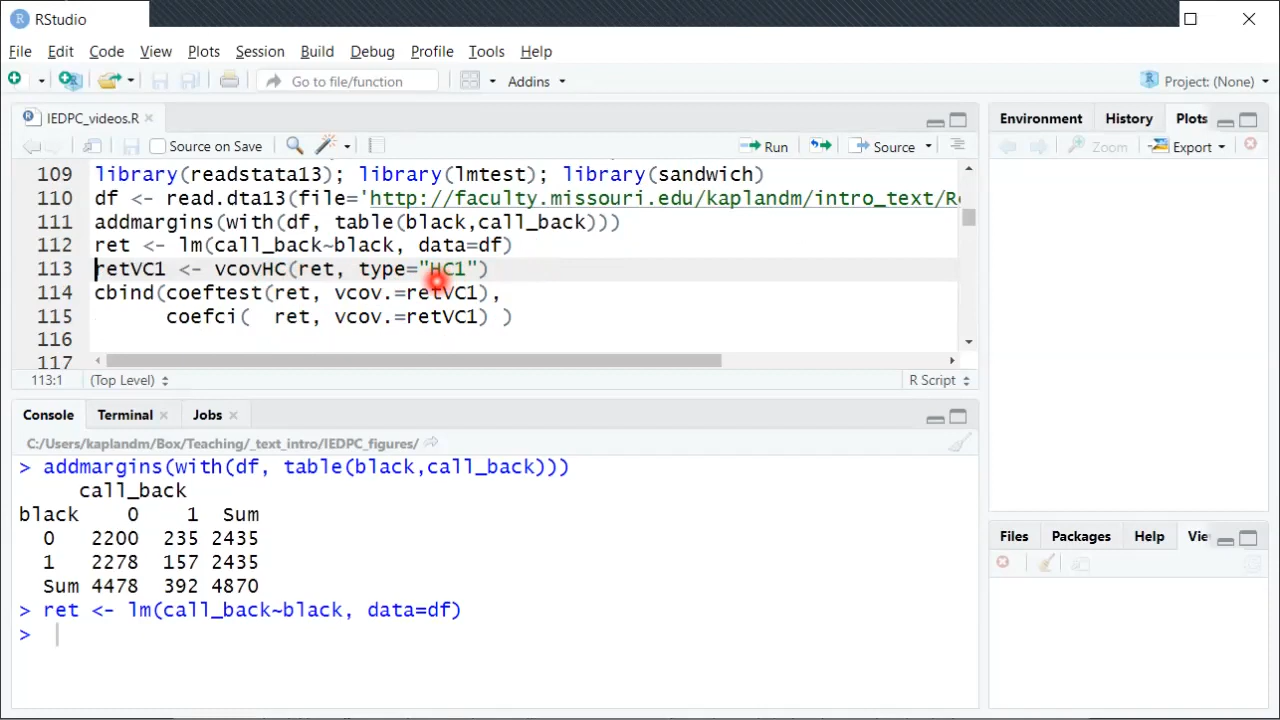 RStudio
File Edit Code View Plots Session Build Debug Profile Tools Help
Go to file/function
Addins
Project: (None)
IEDPC_videos.R
Source on Save
Run
Source
109 library(readstata13); library(lmtest); library(sandwich)
110 df <- read.dta13(file='http://faculty.missouri.edu/kaplandm/intro_text/R
111 addmargins(with(df, table(black,call_back)))
112 ret <- lm(call_back~black, data=df)
113 retVC1 <- vcovHC(ret, type="HC1")
114 cbind(coeftest(ret, vcov.=retVC1),
115 coefci( ret, vcov.=retVC1) )
116
117
113:1 (Top Level) R Script
Console Terminal Jobs
C:/Users/kaplandm/Box/Teaching/_text_intro/IEDPC_figures/
> addmargins(with(df, table(black,call_back)))
call_back
black 0 1 Sum
0 2200 235 2435
1 2278 157 2435
Sum 4478 392 4870
> ret <- lm(call_back~black, data=df)
>
Environment History Plots
Zoom Export
Files Packages Help Vie